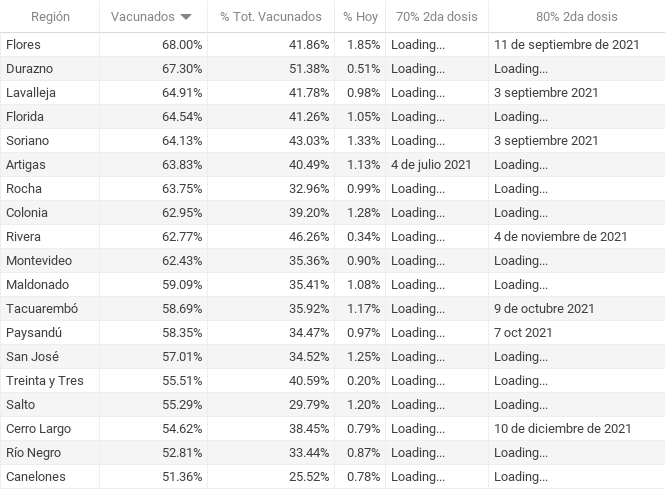 Región Vacunados % Tot. Vacunados % Hoy 70% 2da dosis 80% 2da dosis
Flores 68.00% 41.86% 1.85% Loading... 11 de septiembre de 2021
Durazno 67.30% 51.38% 0.51% Loading... Loading...
Lavalleja 64.91% 41.78% 0.98% Loading... 3 septiembre 2021
Florida 64.54% 41.26% 1.05% Loading... Loading...
Soriano 64.13% 43.03% 1.33% Loading... 3 septiembre 2021
Artigas 63.83% 40.49% 1.13% 4 de julio 2021 Loading...
Rocha 63.75% 32.96% 0.99% Loading... Loading...
Colonia 62.95% 39.20% 1.28% Loading... Loading...
Rivera 62.77% 46.26% 0.34% Loading... 4 de noviembre de 2021
Montevideo 62.43% 35.36% 0.90% Loading... Loading...
Maldonado 59.09% 35.41% 1.08% Loading... Loading...
Tacuarembó 58.69% 35.92% 1.17% Loading... 9 de octubre 2021
Paysandú 58.35% 34.47% 0.97% Loading... 7 oct 2021
San José 57.01% 34.52% 1.25% Loading... Loading...
Treinta y Tres 55.51% 40.59% 0.20% Loading... Loading...
Salto 55.29% 29.79% 1.20% Loading... Loading...
Cerro Largo 54.62% 38.45% 0.79% Loading... 10 de diciembre de 2021
Río Negro 52.81% 33.44% 0.87% Loading... Loading...
Canelones 51.36% 25.52% 0.78% Loading... Loading...